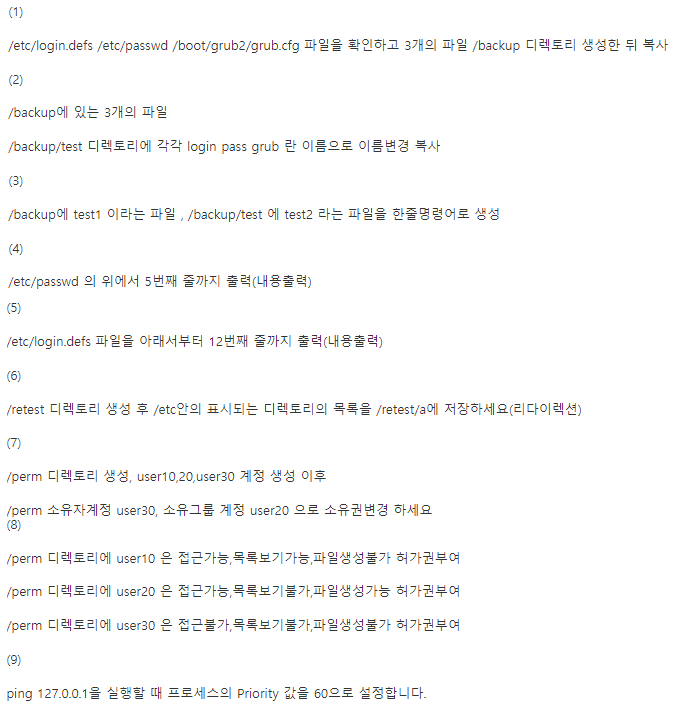 (1)
/etc/login.defs /etc/passwd /boot/grub2/grub.cfg 파일을 확인하고 3개의 파일 /backup 디렉토리 생성한 뒤 복사
(2)
/backup에 있는 3개의 파일
/backup/test 디렉토리에 각각 login pass grub 란 이름으로 이름변경 복사
(3)
/backup에 test1 이라는 파일 , /backup/test 에 test2 라는 파일을 한줄명령어로 생성
(4)
/etc/passwd 의 위에서 5번째 줄까지 출력(내용출력)
(5)
/etc/login.defs 파일을 아래서부터 12번째 줄까지 출력(내용출력)
(6)
/retest 디렉토리 생성 후 /etc안의 표시되는 디렉토리의 목록을 /retest/a에 저장하세요(리다이렉션)
(7)
/perm 디렉토리 생성, user10,20,user30 계정 생성 이후
/perm 소유자계정 user30, 소유그룹 계정 user20 으로 소유권변경 하세요
(8)
/perm 디렉토리에 user10 은 접근가능,목록보기가능,파일생성불가 허가권부여
/perm 디렉토리에 user20 은 접근가능,목록보기불가,파일생성가능 허가권부여
/perm 디렉토리에 user30 은 접근불가,목록보기불가,파일생성불가 허가권부여
(9)
ping 127.0.0.1을 실행할 때 프로세스의 Priority 값을 60으로 설정합니다.